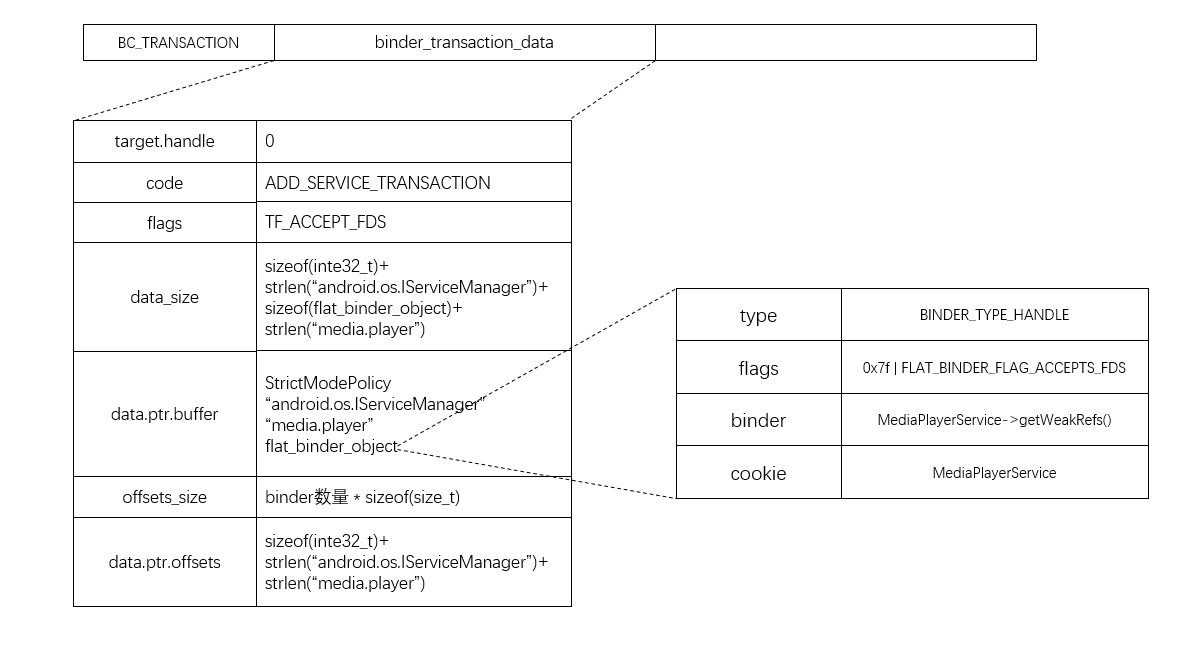 BC_TRANSACTION
binder_transaction_data
target.handle
0
code
ADD_SERVICE_TRANSACTION
flags
TF_ACCEPT_FDS
data_size
sizeof(inte32_t)+
strlen(“android.os.IServiceManager”)+
sizeof(flat_binder_object)+
strlen(“media.player”)
data.ptr.buffer
StrictModePolicy
“android.os.IServiceManager”
“media.player”
flat_binder_object
offsets_size
binder数量 * sizeof(size_t)
data.ptr.offsets
sizeof(inte32_t)+
strlen(“android.os.IServiceManager”)+
strlen(“media.player”)
type
BINDER_TYPE_HANDLE
flags
0x7f | FLAT_BINDER_FLAG_ACCEPTS_FDS
binder
MediaPlayerService->getWeakRefs()
cookie
MediaPlayerService